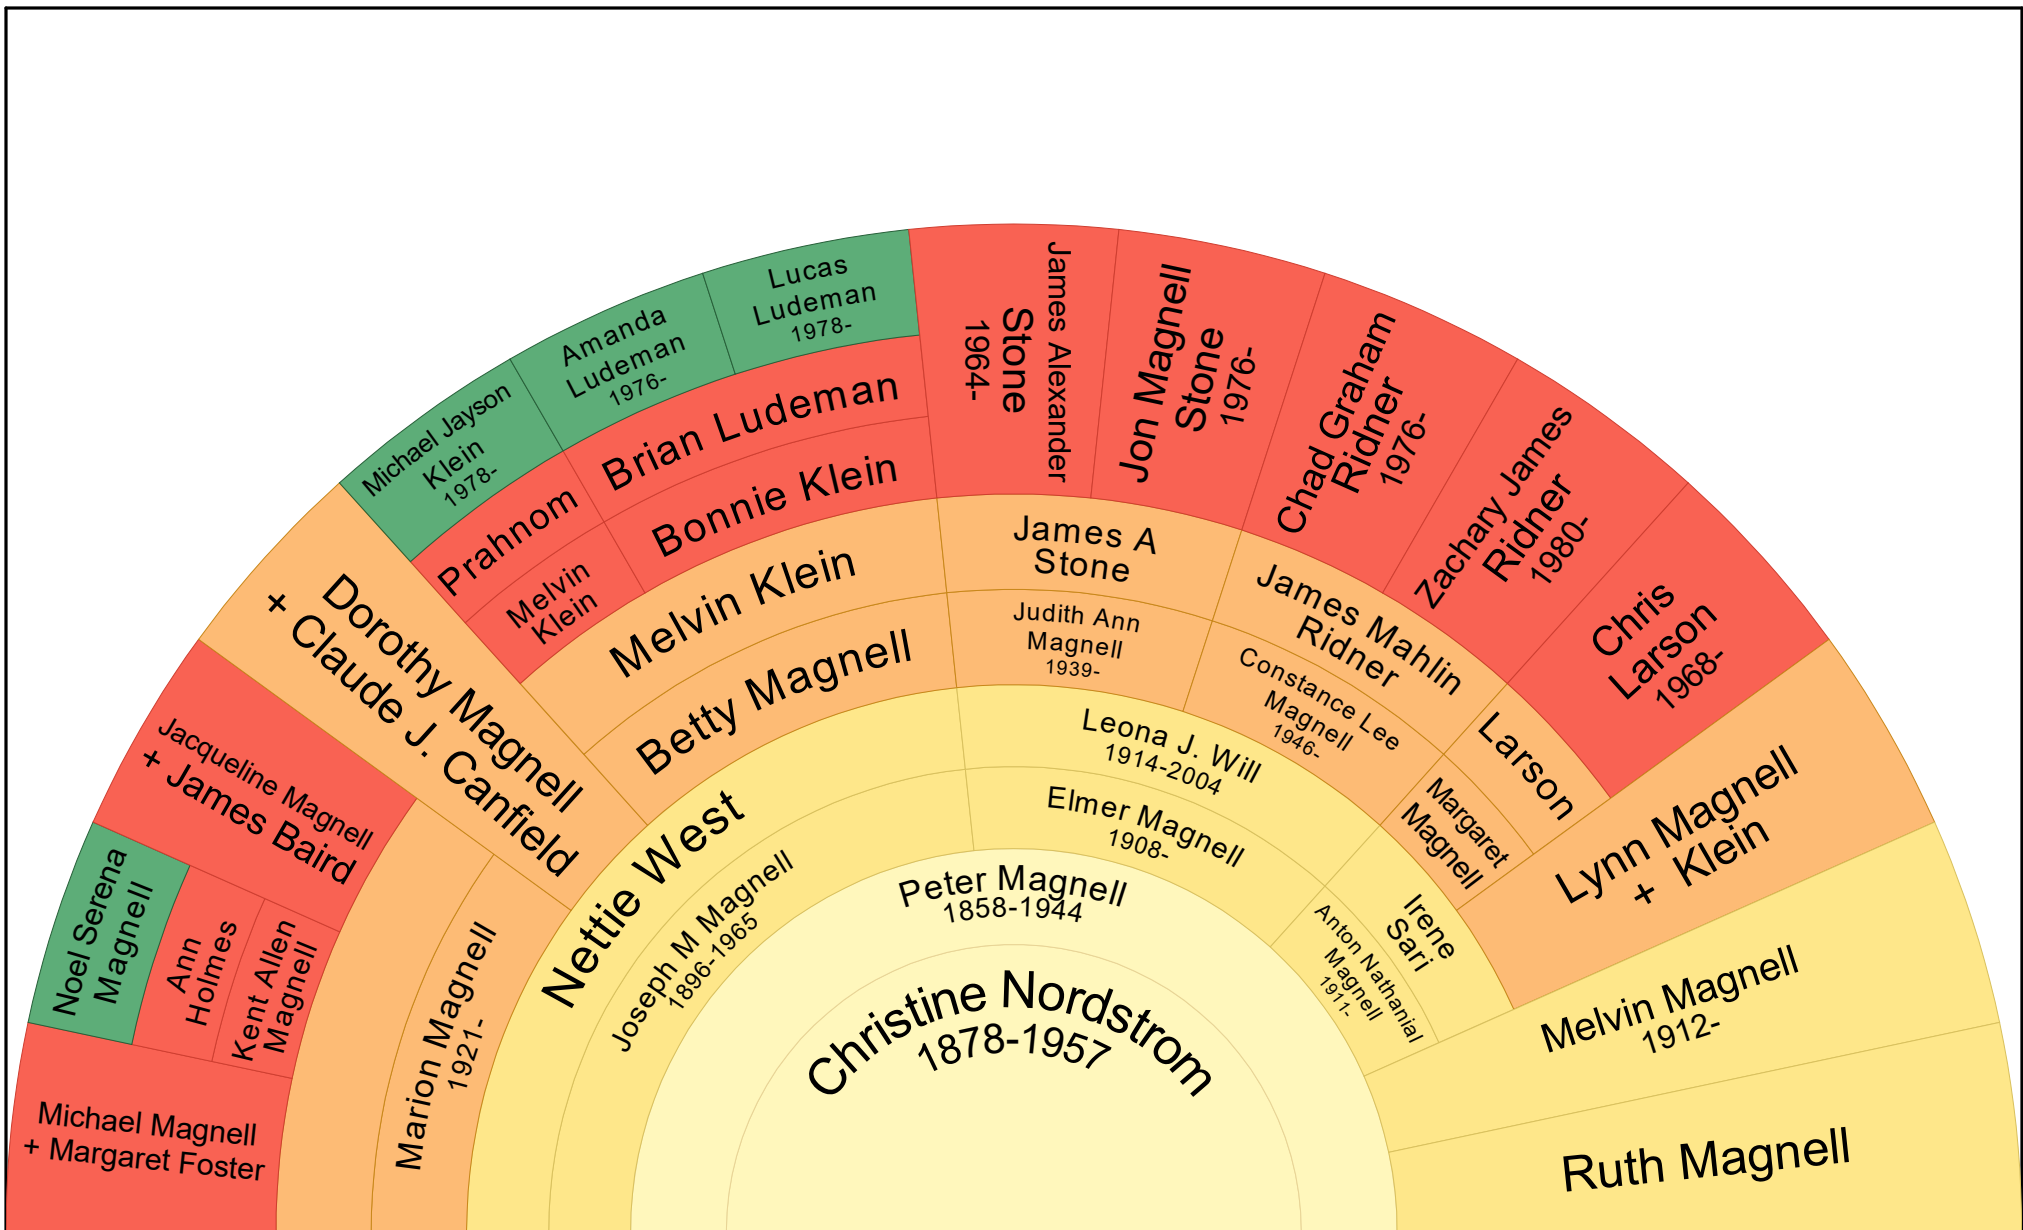 Christine Nordstrom
1878-1957
Peter Magnell
1858-1944
Joseph M Magnell
1896-1965
Nettie West
Marion Magnell
1921-
Michael Magnell
+ Margaret Foster
Kent Allen
Magnell
Ann
Holmes
Noel Serena
Magnell
Jacqueline Magnell
+ James Baird
Dorothy Magnell
+ Claude J. Canfield
Betty Magnell
Melvin Klein
Melvin
Klein
Prahnom
Michael Jayson
Klein
1978-
Bonnie Klein
Brian Ludeman
Amanda
Ludeman
1976-
Lucas
Ludeman
1978-
Elmer Magnell
1908-
Leona J. Will
1914-2004
Judith Ann
Magnell
1939-
James A
Stone
James Alexander
Stone
1964-
Jon Magnell
Stone
1976-
Constance Lee
Magnell
1946-
James Mahlin
Ridner
Chad Graham
Ridner
1976-
Zachary James
Ridner
1980-
Anton Nathanial
Magnell
1911-
Irene
Sari
Margaret
Magnell
Larson
Chris
Larson
1968-
Lynn Magnell
+ Klein
Melvin Magnell
1912-
Ruth Magnell